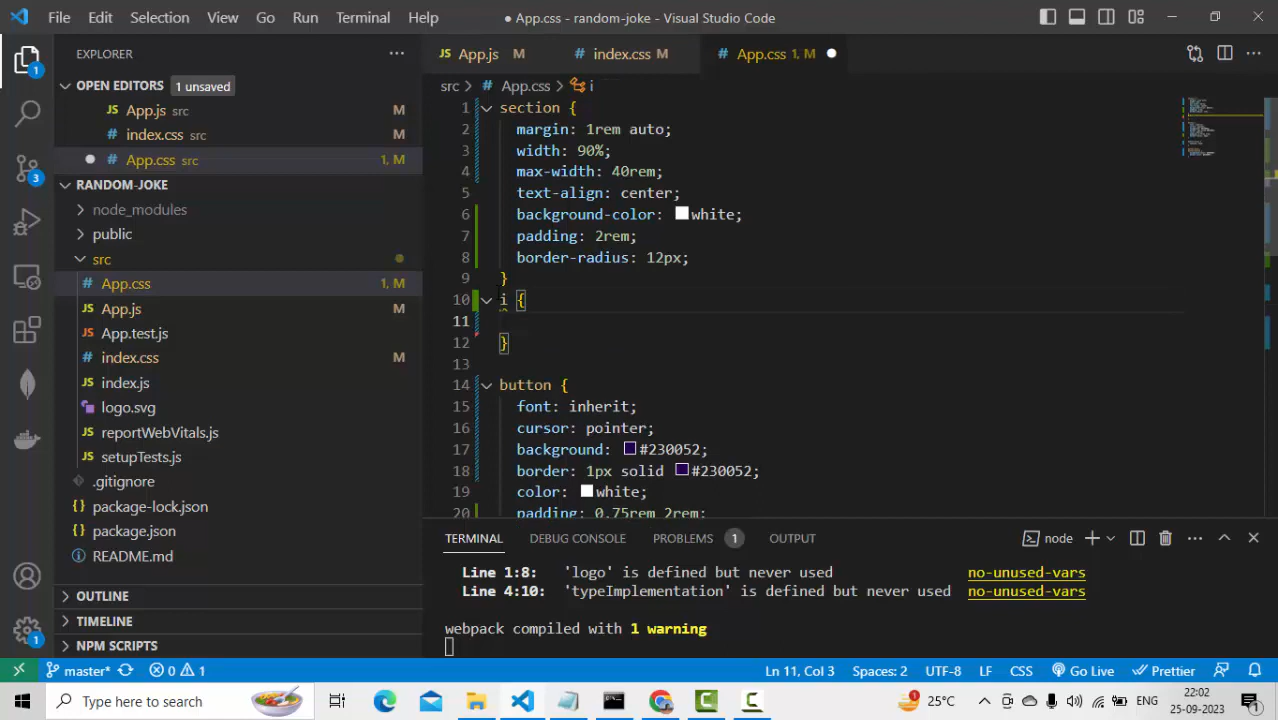 File Edit Selection View Go Run Terminal Help
● App.css - random-joke - Visual Studio Code
EXPLORER
OPEN EDITORS 1 unsaved
App.js src M
index.css src M
App.css src 1, M
RANDOM-JOKE
node_modules
public
src
App.css 1, M
App.js M
App.test.js
index.css M
index.js
logo.svg
reportWebVitals.js
setupTests.js
.gitignore
package-lock.json
package.json
README.md
OUTLINE
TIMELINE
NPM SCRIPTS
1
3
1
App.js M # index.css M # App.css 1, M
src > # App.css > i
1 section {
2 margin: 1rem auto;
3 width: 90%;
4 max-width: 40rem;
5 text-align: center;
6 background-color: white;
7 padding: 2rem;
8 border-radius: 12px;
9 }
10 i {
11
12 }
13
14 button {
15 font: inherit;
16 cursor: pointer;
17 background: #230052;
18 border: 1px solid #230052;
19 color: white;
20 padding: 0.75rem 2rem;
TERMINAL DEBUG CONSOLE PROBLEMS 1 OUTPUT node
Line 1:8: 'logo' is defined but never used no-unused-vars
Line 4:10: 'typeImplementation' is defined but never used no-unused-vars
webpack compiled with 1 warning
master* 0 1 Ln 11, Col 3 Spaces: 2 UTF-8 LF CSS Go Live Prettier
Type here to search 25°C ENG 22:02
25-09-2023
1